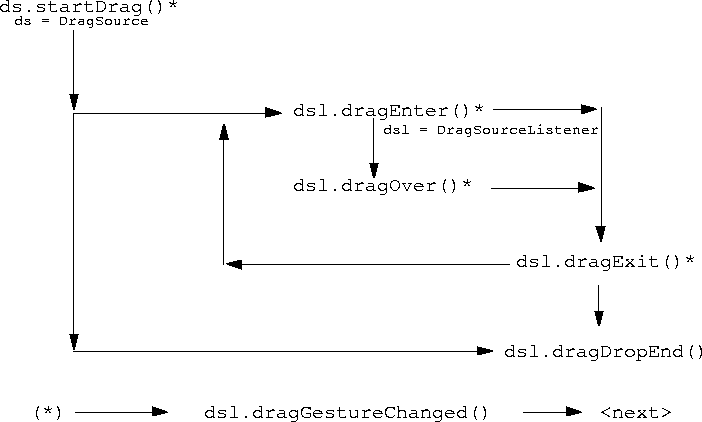 ds.startDrag()*
ds = DragSource
dsl.dragEnter()*
dsl = DragSourceListener
dsl.dragOver()*
dsl.dragExit()*
dsl.dragDropEnd()
(*) dsl.dragGestureChanged() <next>